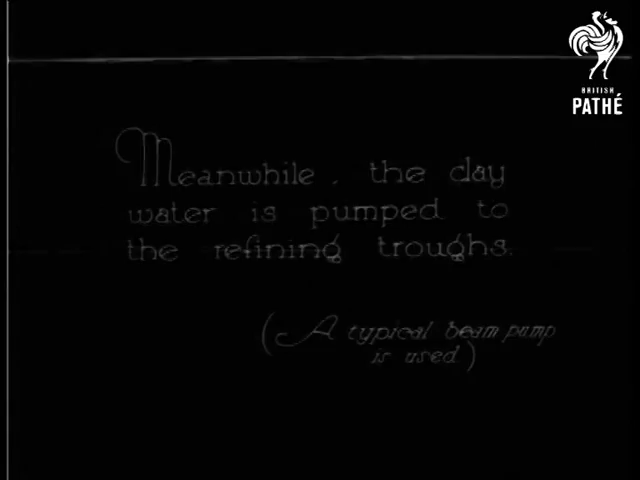 BRITISH
PATHÉ
Meanwhile, the clay
water is pumped to
the refining troughs.
(A typical beam pump
is used)